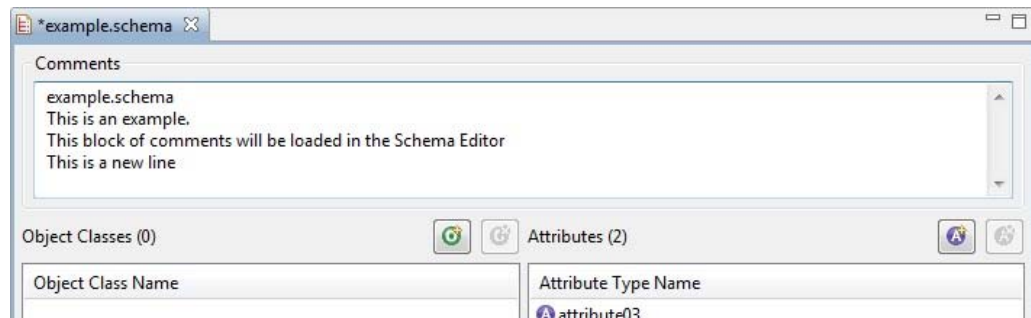 *example.schema
Comments
example.schema
This is an example.
This block of comments will be loaded in the Schema Editor
This is a new line
Object Classes (0)
Attributes (2)
Object Class Name
Attribute Type Name
A attribute03